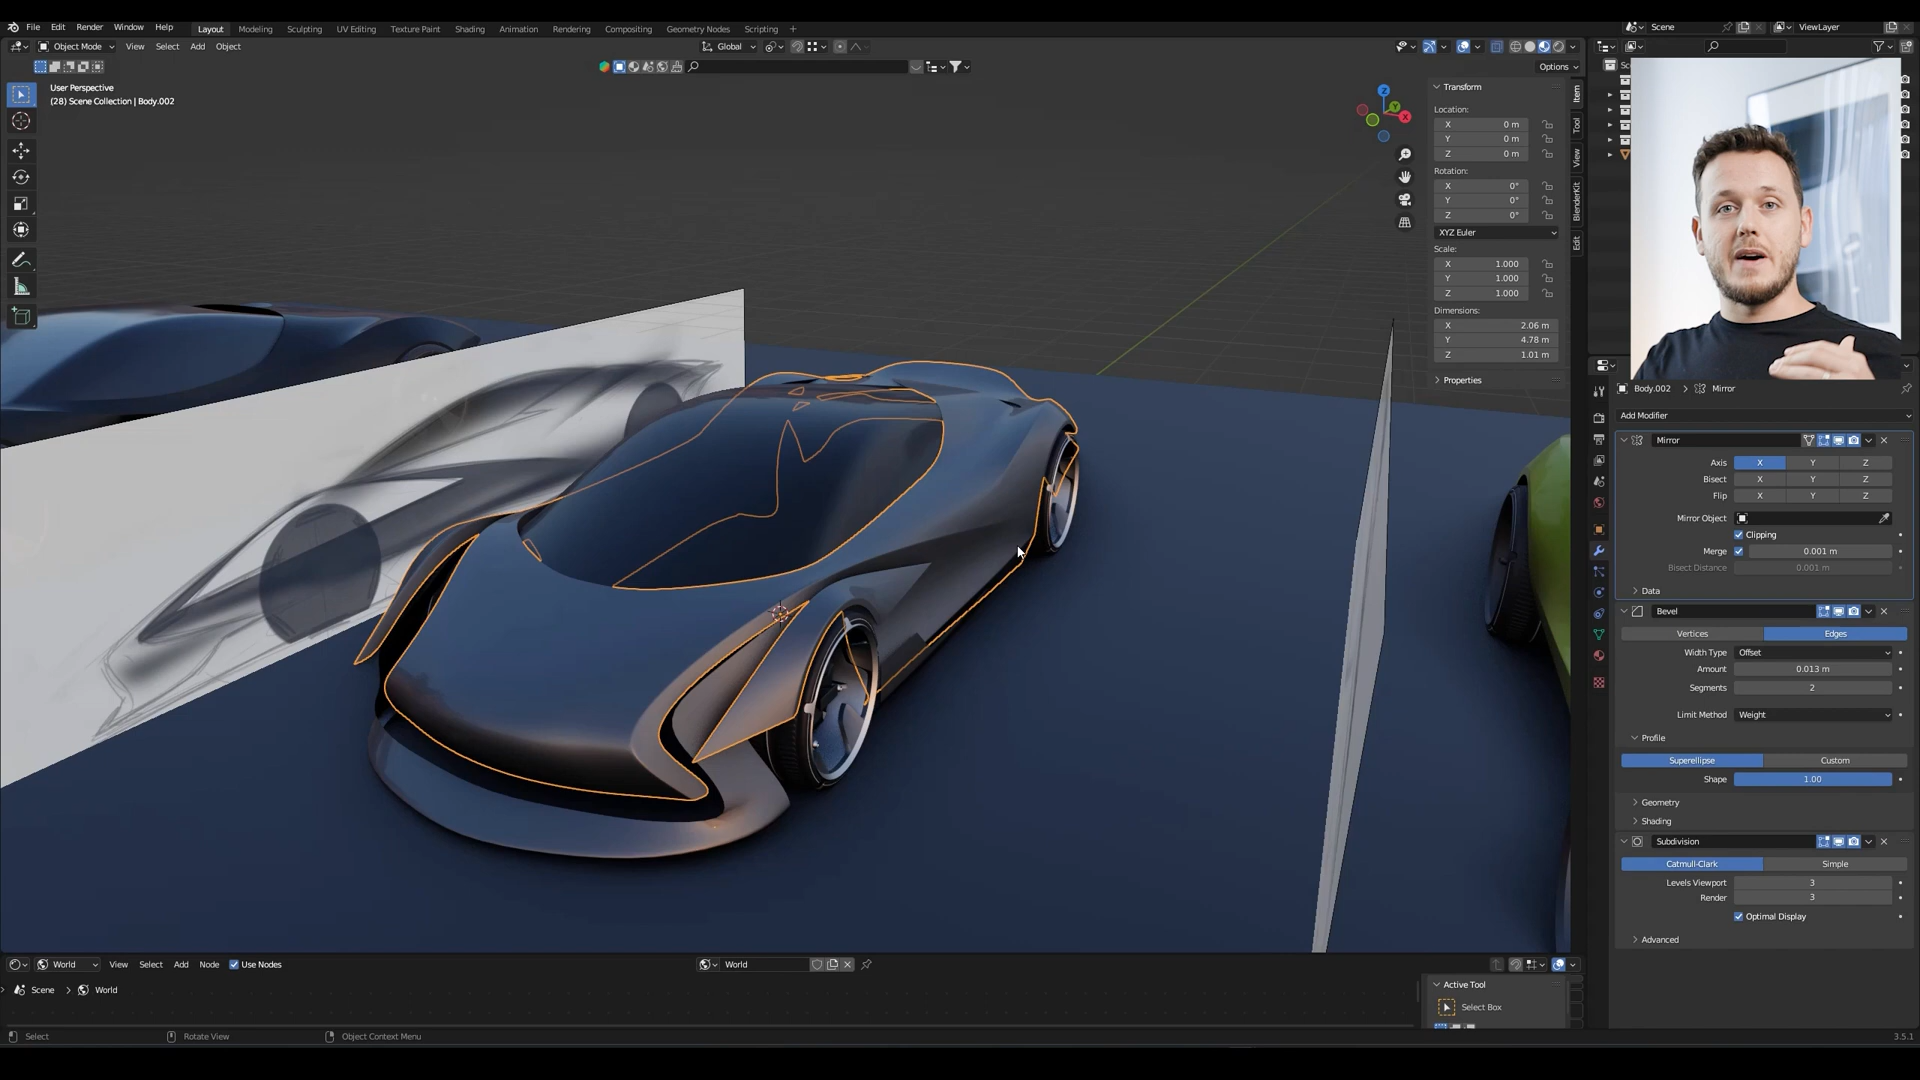 File Edit Render Window Help Layout Modeling Sculpting UV Editing Texture Paint Shading Animation Rendering Compositing Geometry Nodes Scripting +
Scene ViewLayer
Object Mode View Select Add Object
Global
Options
User Perspective
(28) Scene Collection | Body.002
Z
Y
X
Transform
Location:
X 0 m
Y 0 m
Z 0 m
Rotation:
X 0°
Y 0°
Z 0°
XYZ Euler
Scale:
X 1.000
Y 1.000
Z 1.000
Dimensions:
X 2.06 m
Y 4.78 m
Z 1.01 m
Properties
Item
Tool
View
BlenderKit
Edit
Body.002 Mirror
Add Modifier
Mirror
Axis X Y Z
Bisect X Y Z
Flip X Y Z
Mirror Object
Clipping
Merge 0.001 m
Bisect Distance 0.001 m
Data
Bevel
Vertices Edges
Width Type Offset
Amount 0.013 m
Segments 2
Limit Method Weight
Profile
Superellipse Custom
Shape 1.00
Geometry
Shading
Subdivision
Catmull-Clark Simple
Levels Viewport 3
Render 3
Optimal Display
Advanced
World View Select Add Node Use Nodes World
Scene > World
Active Tool
Select Box
Select Rotate View Object Context Menu 3.5.1